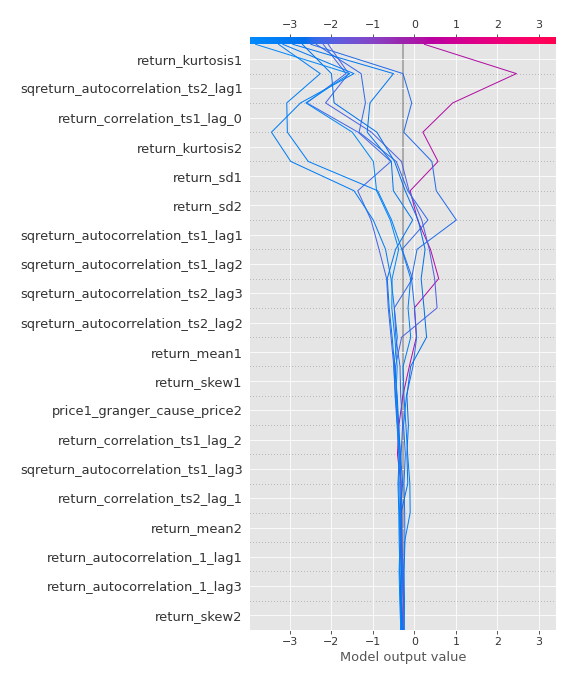 −3 −2 −1 0 1 2 3
return_kurtosis1
sqreturn_autocorrelation_ts2_lag1
return_correlation_ts1_lag_0
return_kurtosis2
return_sd1
return_sd2
sqreturn_autocorrelation_ts1_lag1
sqreturn_autocorrelation_ts1_lag2
sqreturn_autocorrelation_ts2_lag3
sqreturn_autocorrelation_ts2_lag2
return_mean1
return_skew1
price1_granger_cause_price2
return_correlation_ts1_lag_2
sqreturn_autocorrelation_ts1_lag3
return_correlation_ts2_lag_1
return_mean2
return_autocorrelation_1_lag1
return_autocorrelation_1_lag3
return_skew2
−3 −2 −1 0 1 2 3
Model output value